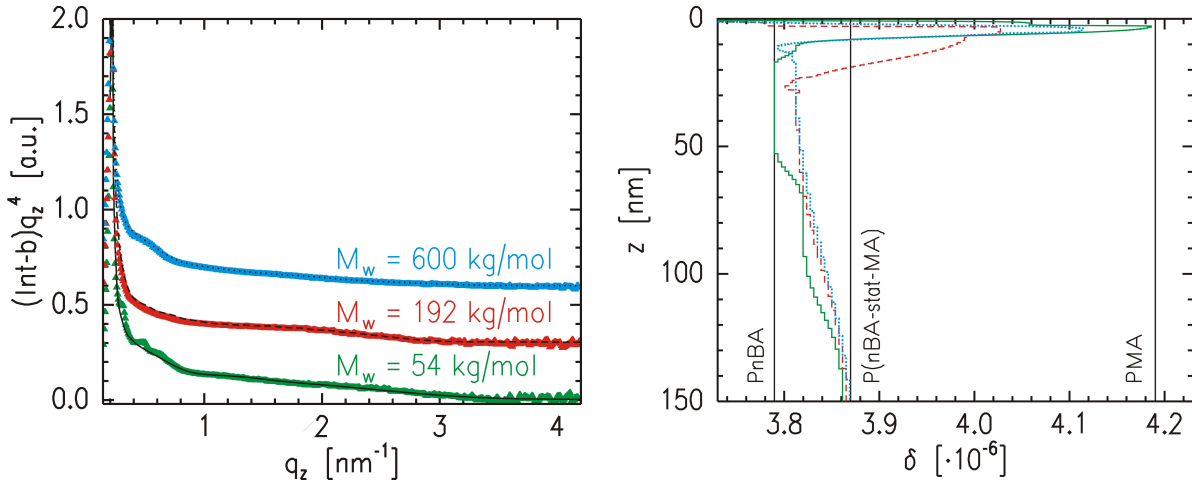 2.0
1.5
1.0
0.5
0.0
(Int-b)q_z^4 [a.u.]
M_w = 600 kg/mol
M_w = 192 kg/mol
M_w = 54 kg/mol
1 2 3 4
q_z [nm^-1]
0
50
100
150
z [nm]
PnBA
P(nBA-stat-MA)
PMA
3.8 3.9 4.0 4.1 4.2
δ [·10^-6]